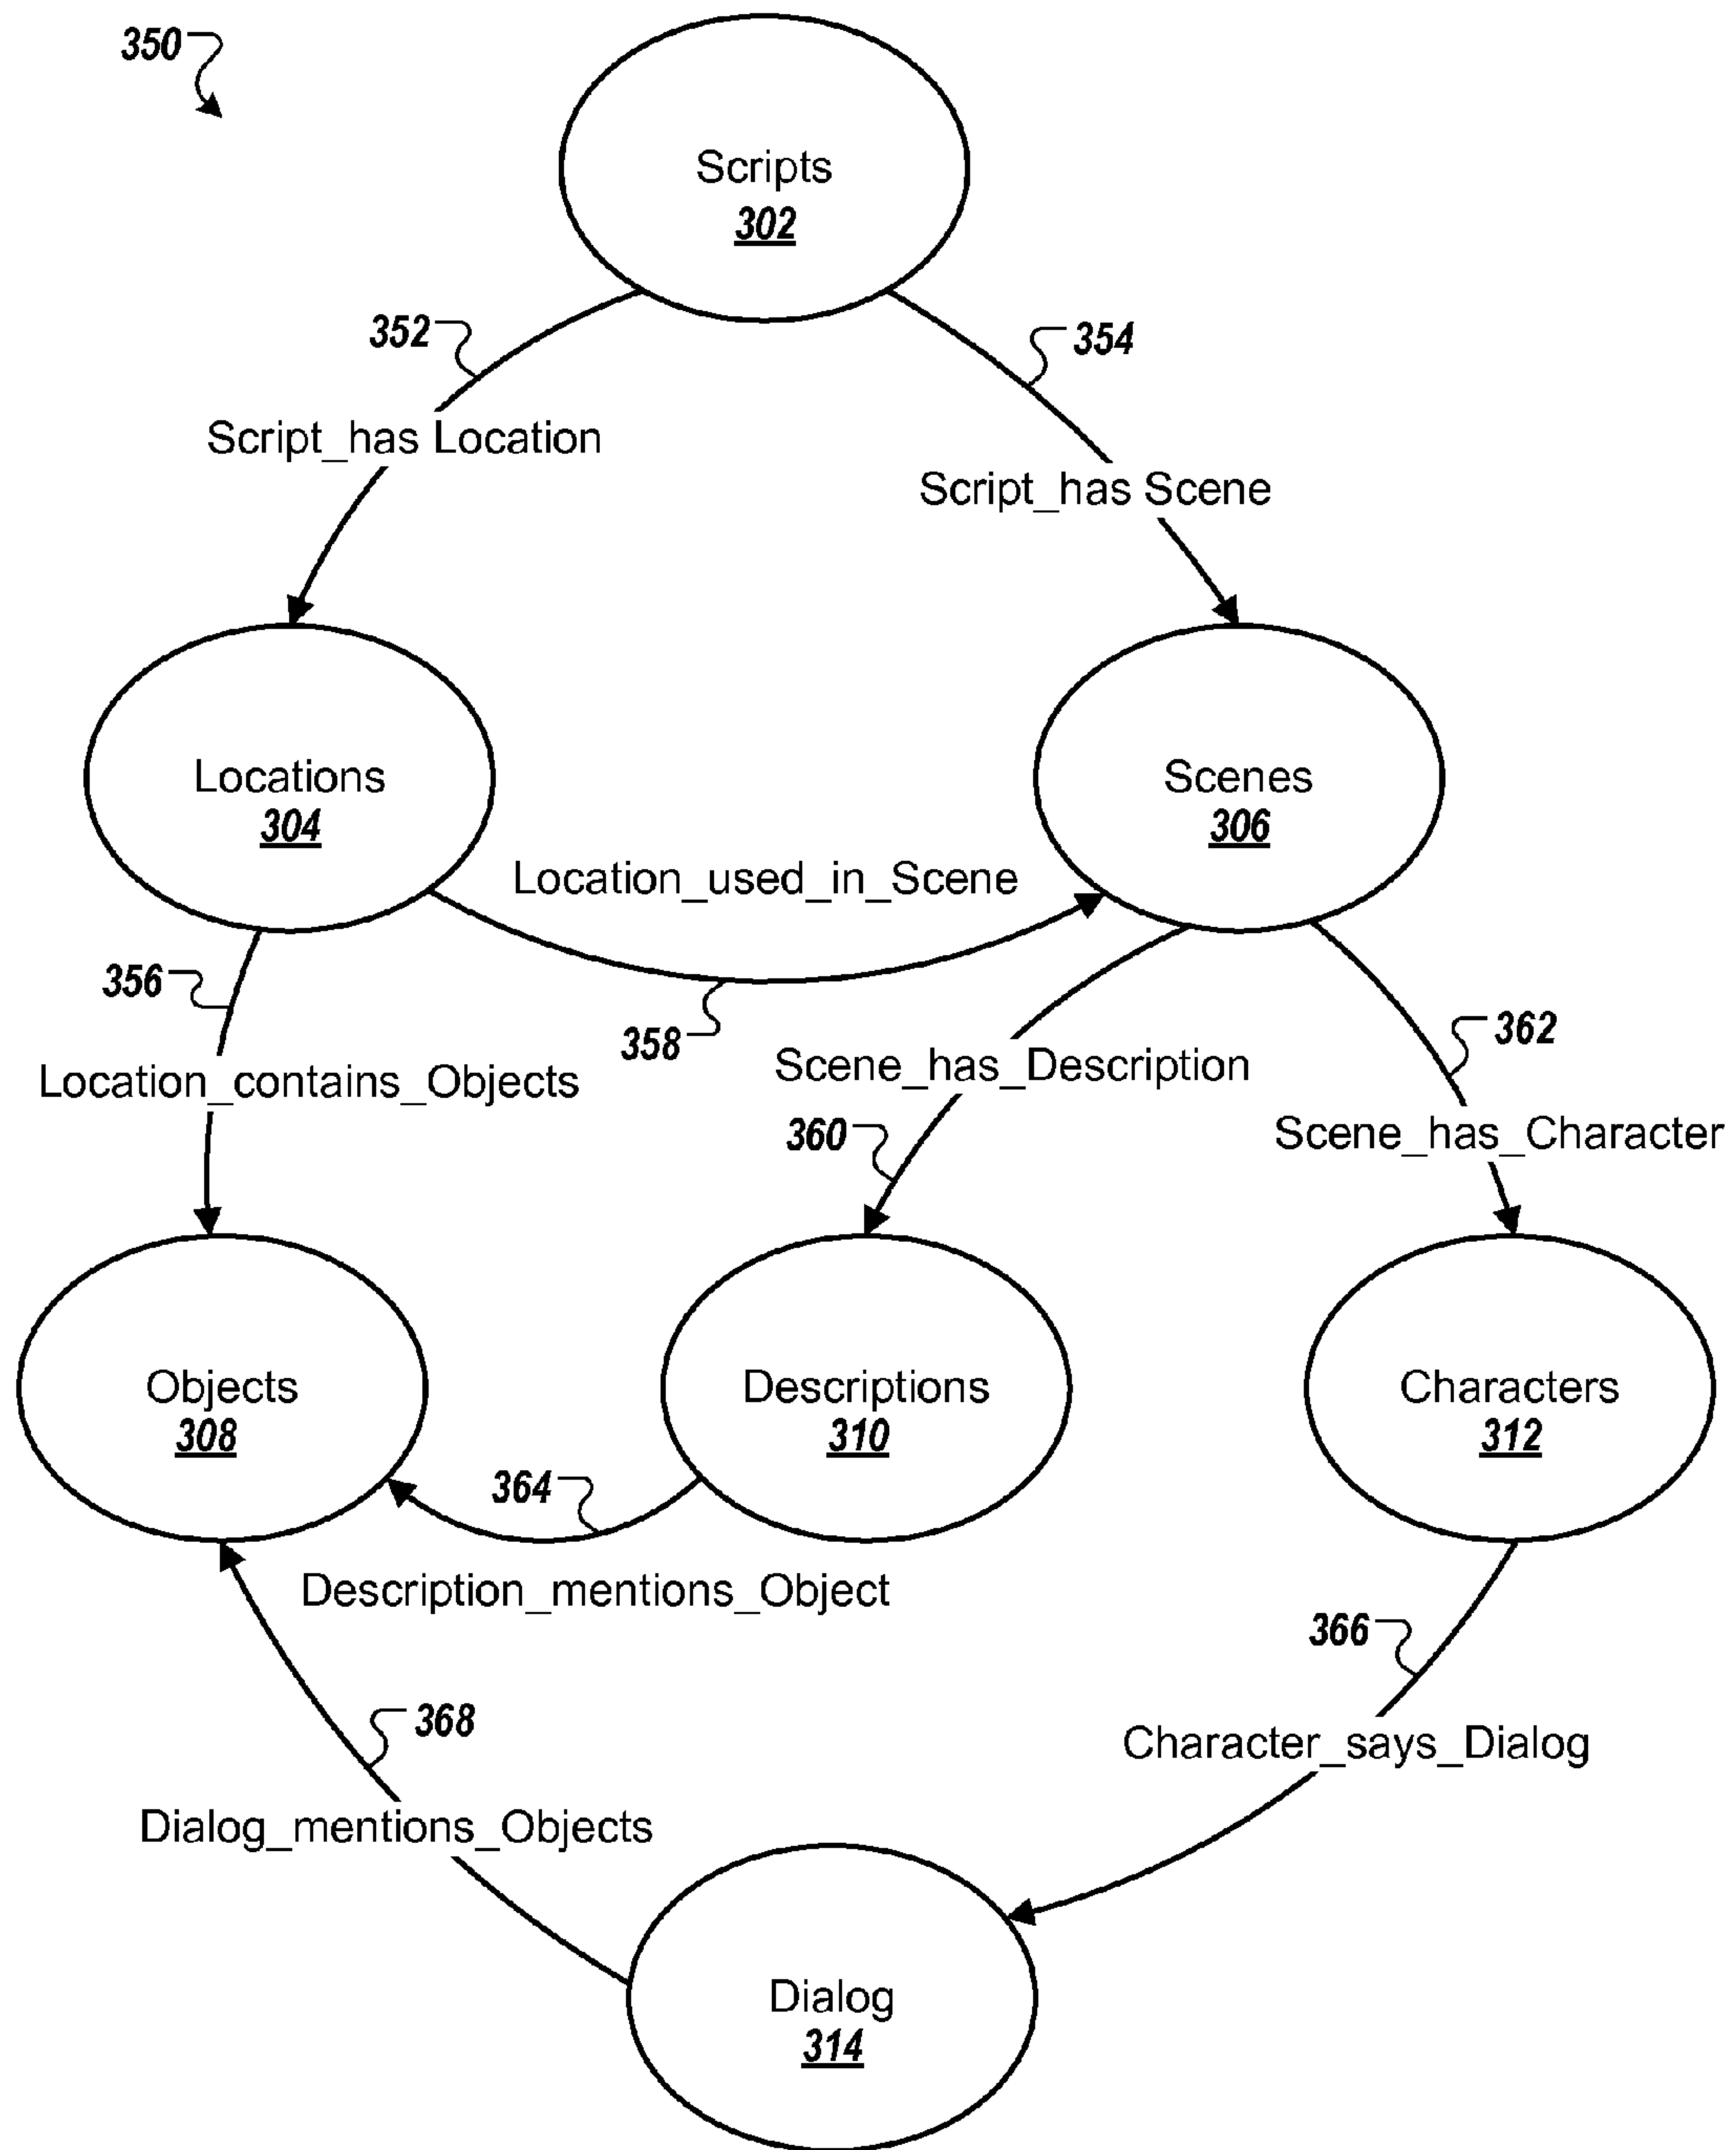 350
Scripts
302
352
354
Script_has Location
Script_has Scene
Locations
304
Scenes
306
Location_used_in_Scene
356
358
362
Scene_has_Description
Location_contains_Objects
360
Scene_has_Character
Objects
308
Descriptions
310
Characters
312
364
Description_mentions_Object
366
368
Character_says_Dialog
Dialog_mentions_Objects
Dialog
314